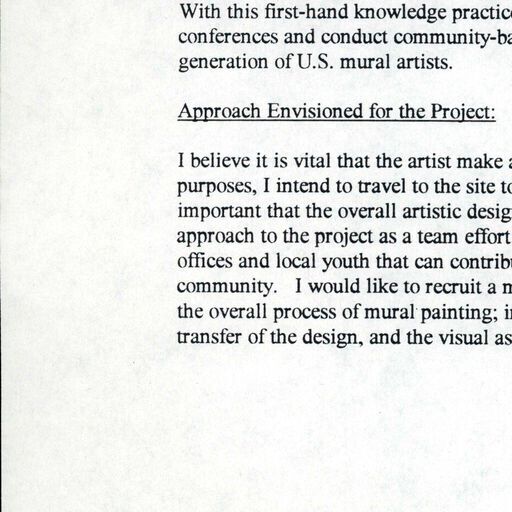 With this first-hand knowledge practic
conferences and conduct community-ba
generation of U.S. mural artists.
Approach Envisioned for the Project:
I believe it is vital that the artist make a
purposes, I intend to travel to the site to
important that the overall artistic desig
approach to the project as a team effort
offices and local youth that can contribu
community. I would like to recruit a m
the overall process of mural painting; in
transfer of the design, and the visual as